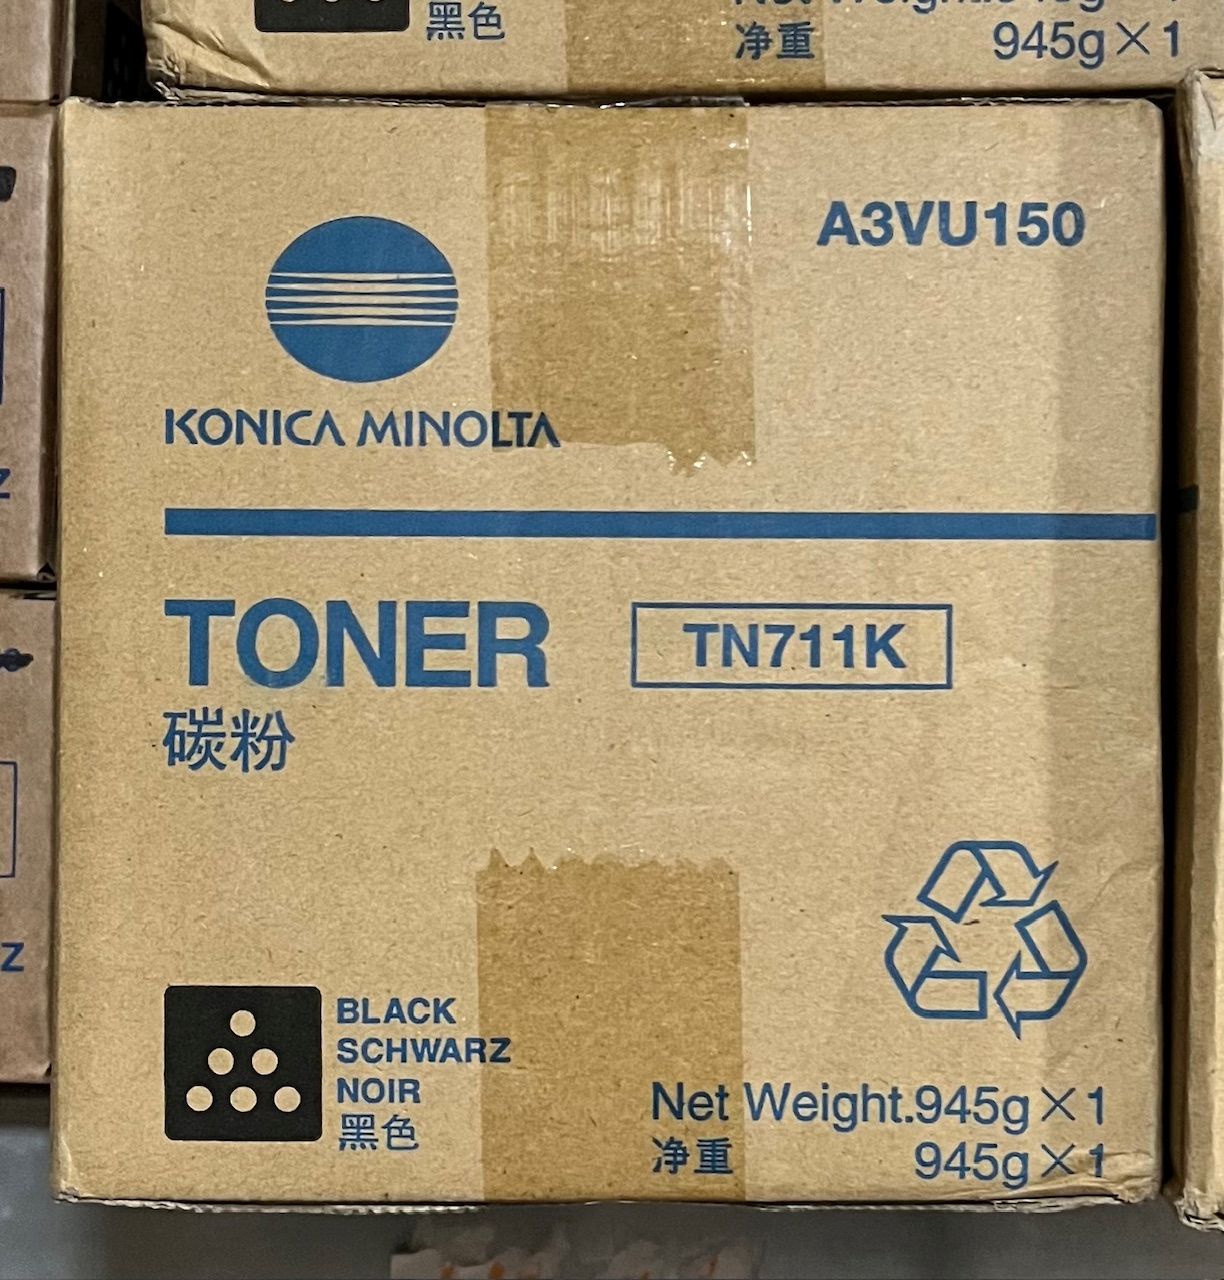 黑色
净重 945g×1
A3VU150
KONICA MINOLTA
TONER TN711K
碳粉
BLACK
SCHWARZ
NOIR
黑色
Net Weight.945g×1
净重 945g×1
Z
Z